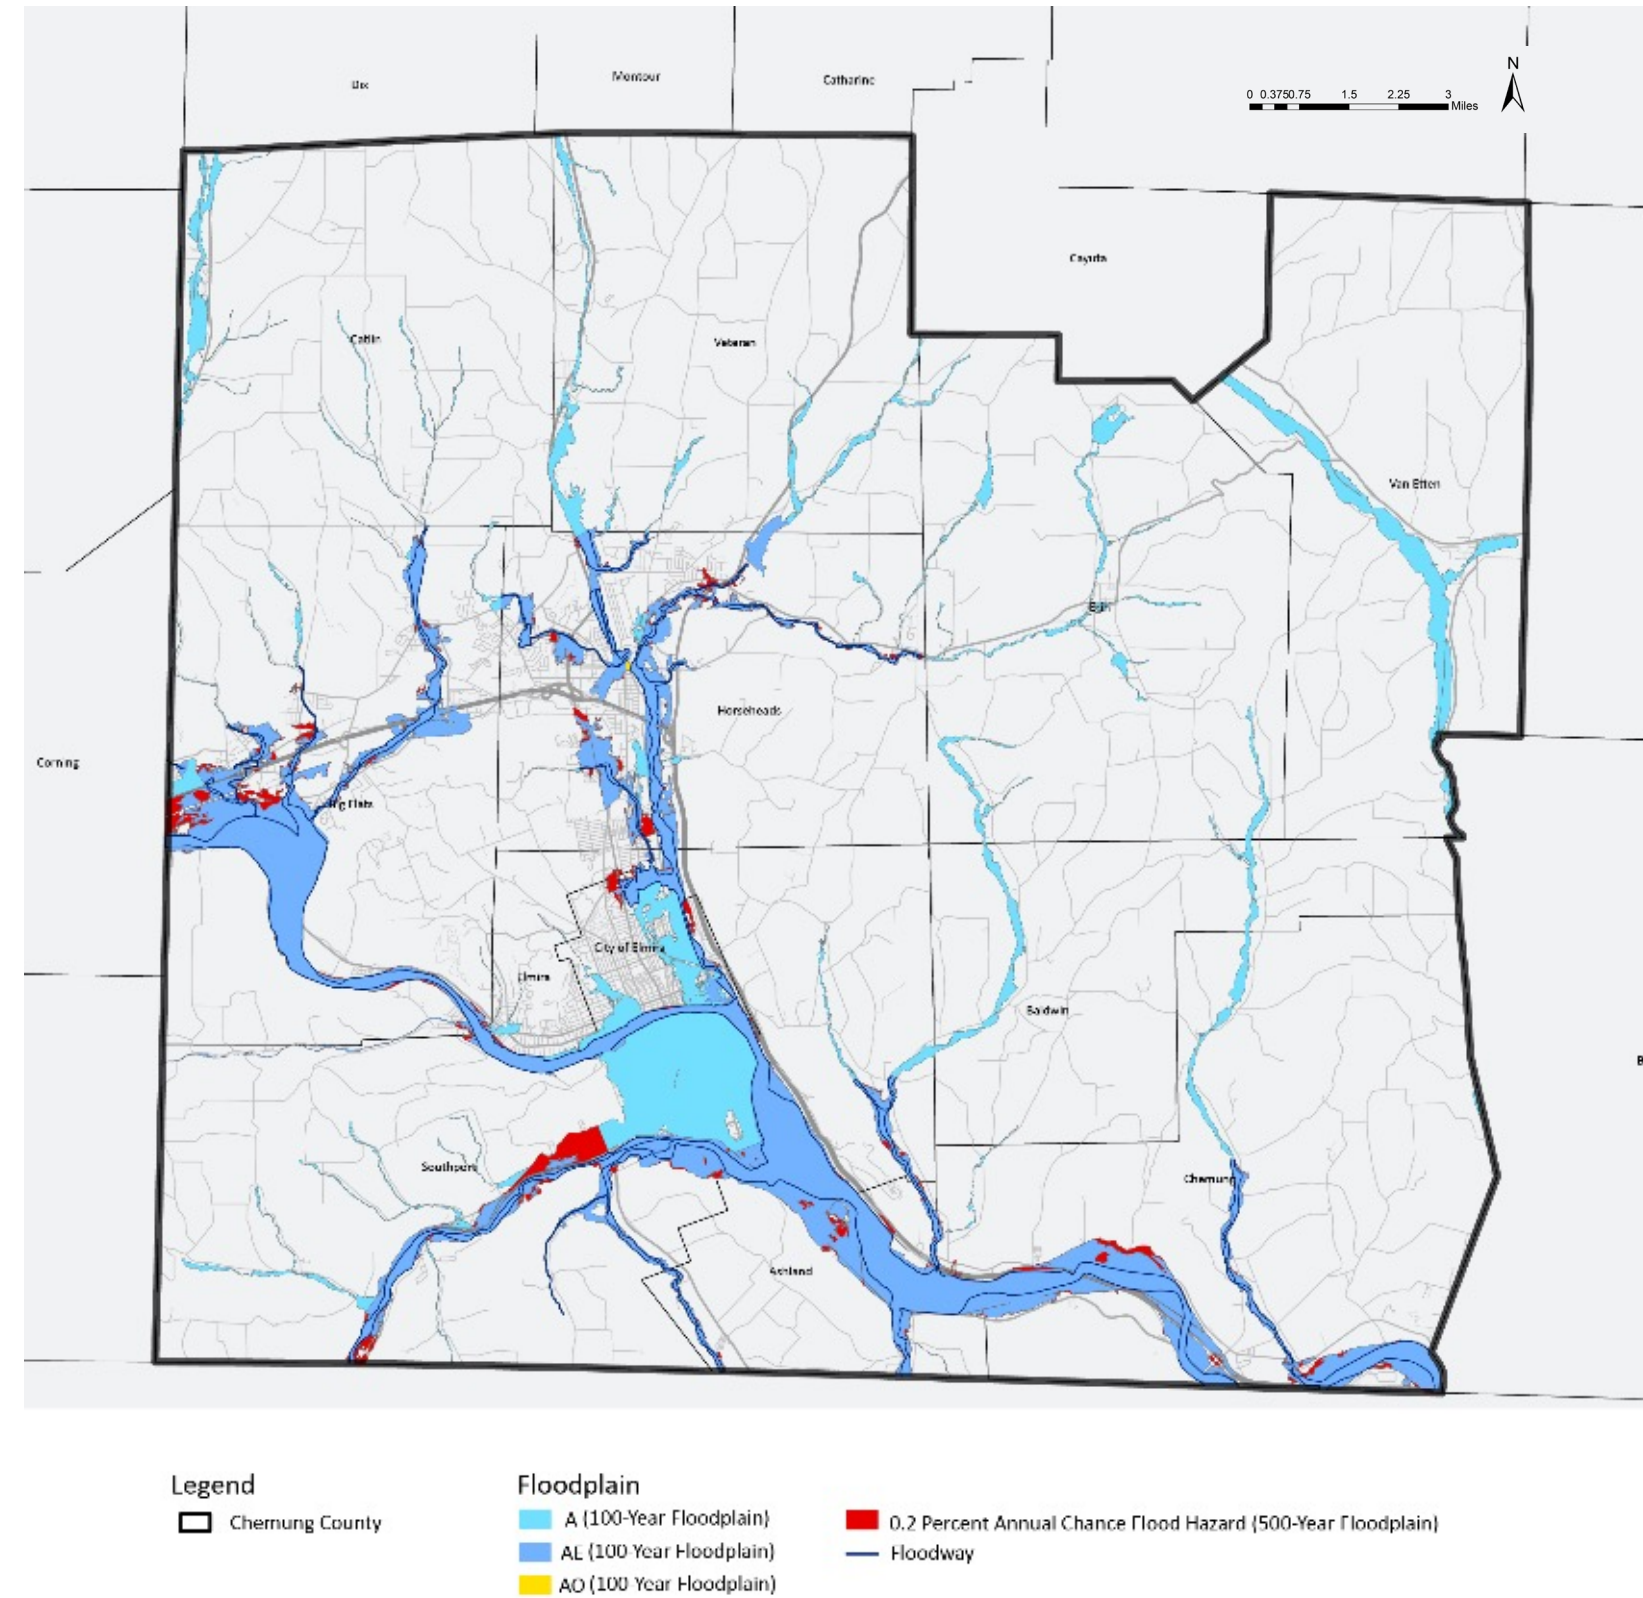 N
0 0.375 0.75 1.5 2.25 3
Miles
Dix
Montour
Catharine
Cayuta
Catlin
Veteran
Van Etten
Erin
Horseheads
Corning
Big Flats
City of Elmira
Elmira
Baldwin
B
Southport
Chemung
Ashland
Legend
Chemung County
Floodplain
A (100-Year Floodplain)
AE (100-Year Floodplain)
AO (100-Year Floodplain)
0.2 Percent Annual Chance Flood Hazard (500-Year Floodplain)
Floodway